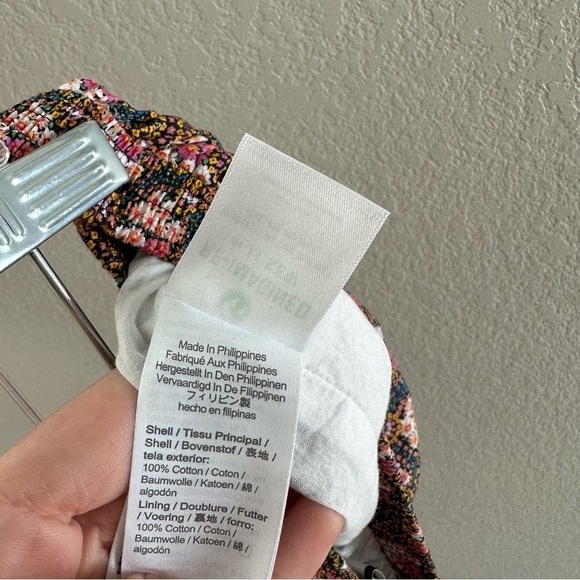 RE-IMAGINED
Made In Philippines
Fabriqué Aux Philippines
Hergestellt In Den Philippinen
Vervaardigd In De Filippijnen
フィリピン製
hecho en filipinas
Shell / Tissu Principal /
Shell / Bovenstof / 表地 /
tela exterior:
100% Cotton / Coton /
Baumwolle / Katoen / 綿 /
algodón
Lining / Doublure / Futter
/ Voering / 裏地 / forro:
100% Cotton / Coton /
Baumwolle / Katoen / 綿 /
algodón